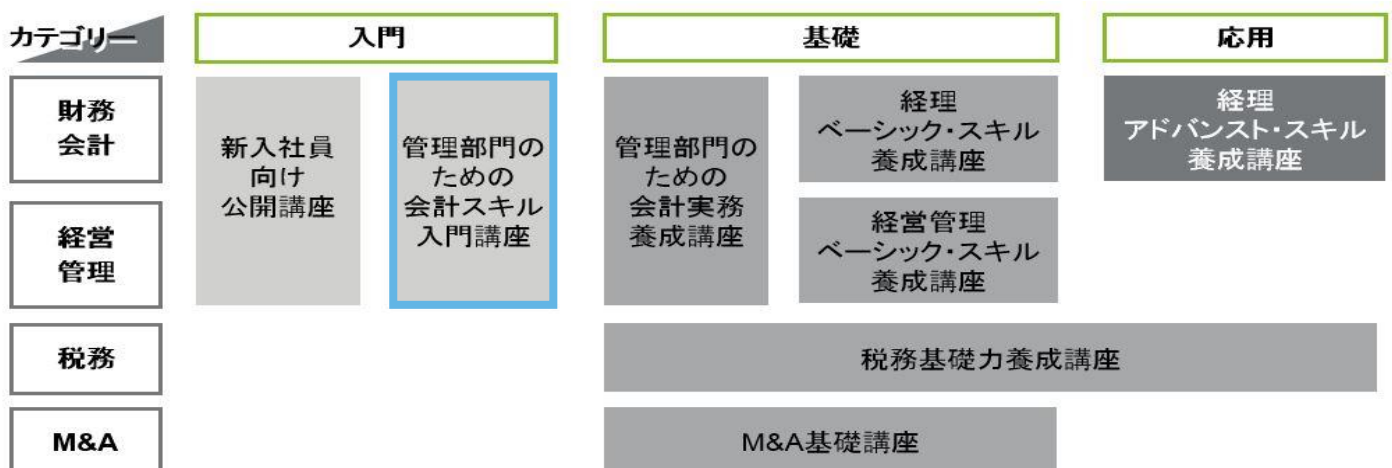 カテゴリー
入門
基礎
応用
財務
会計
新入社員
向け
公開講座
管理部門の
ための
会計スキル
入門講座
管理部門の
ための
会計実務
養成講座
経理
ベーシック・スキル
養成講座
経理
アドバンスト・スキル
養成講座
経営
管理
経営管理
ベーシック・スキル
養成講座
税務
税務基礎力養成講座
M&A
M&A基礎講座